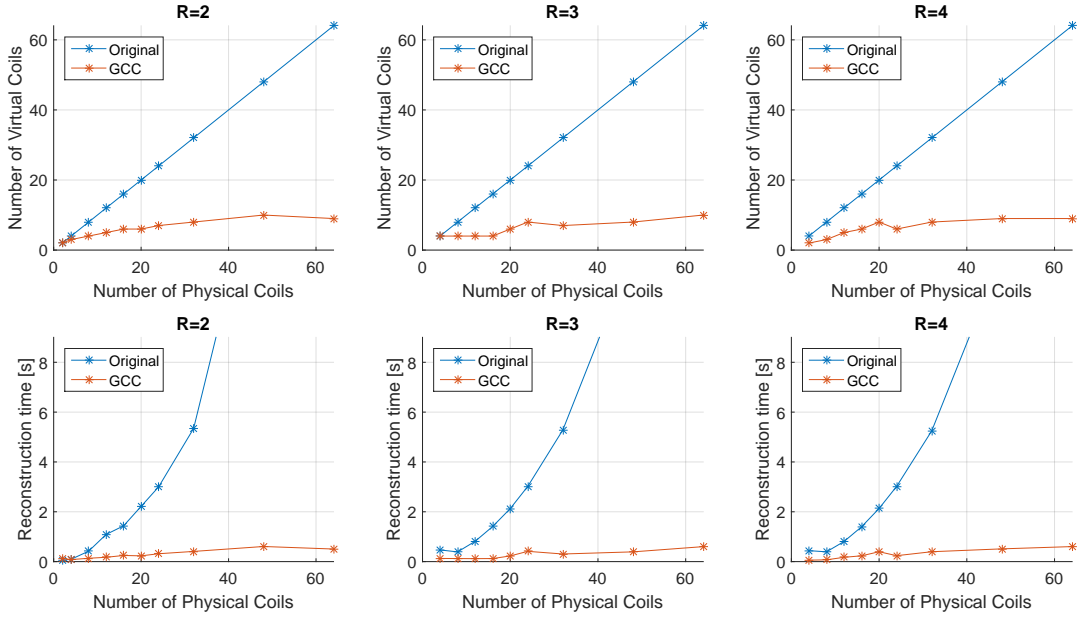 R=2
Number of Virtual Coils
60
40
20
0
Original
GCC
0 20 40 60
Number of Physical Coils
R=3
Number of Virtual Coils
60
40
20
0
Original
GCC
0 20 40 60
Number of Physical Coils
R=4
Number of Virtual Coils
60
40
20
0
Original
GCC
0 20 40 60
Number of Physical Coils
R=2
Reconstruction time [s]
8
6
4
2
0
Original
GCC
0 20 40 60
Number of Physical Coils
R=3
Reconstruction time [s]
8
6
4
2
0
Original
GCC
0 20 40 60
Number of Physical Coils
R=4
Reconstruction time [s]
8
6
4
2
0
Original
GCC
0 20 40 60
Number of Physical Coils